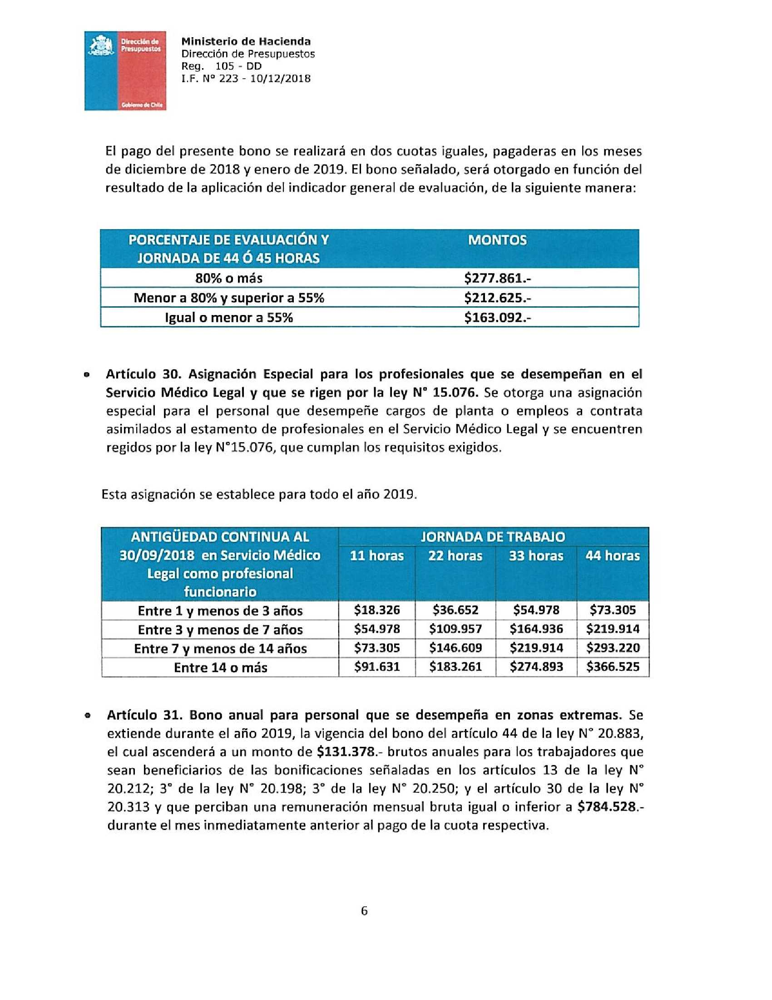 Dirección de
Presupuestos
Gobierno de Chile
Ministerio de Hacienda
Dirección de Presupuestos
Reg. 105 - DD
I.F. Nº 223 - 10/12/2018
El pago del presente bono se realizará en dos cuotas iguales, pagaderas en los meses
de diciembre de 2018 y enero de 2019. El bono señalado, será otorgado en función del
resultado de la aplicación del indicador general de evaluación, de la siguiente manera:
PORCENTAJE DE EVALUACIÓN Y MONTOS
JORNADA DE 44 Ó 45 HORAS
80% o más $277.861.-
Menor a 80% y superior a 55% $212.625.-
Igual o menor a 55% $163.092.-
• Artículo 30. Asignación Especial para los profesionales que se desempeñan en el
Servicio Médico Legal y que se rigen por la ley N° 15.076. Se otorga una asignación
especial para el personal que desempeñe cargos de planta o empleos a contrata
asimilados al estamento de profesionales en el Servicio Médico Legal y se encuentren
regidos por la ley N°15.076, que cumplan los requisitos exigidos.
Esta asignación se establece para todo el año 2019.
ANTIGÜEDAD CONTINUA AL JORNADA DE TRABAJO
30/09/2018 en Servicio Médico 11 horas 22 horas 33 horas 44 horas
Legal como profesional
funcionario
Entre 1 y menos de 3 años $18.326 $36.652 $54.978 $73.305
Entre 3 y menos de 7 años $54.978 $109.957 $164.936 $219.914
Entre 7 y menos de 14 años $73.305 $146.609 $219.914 $293.220
Entre 14 o más $91.631 $183.261 $274.893 $366.525
• Artículo 31. Bono anual para personal que se desempeña en zonas extremas. Se
extiende durante el año 2019, la vigencia del bono del artículo 44 de la ley N° 20.883,
el cual ascenderá a un monto de $131.378.- brutos anuales para los trabajadores que
sean beneficiarios de las bonificaciones señaladas en los artículos 13 de la ley N°
20.212; 3° de la ley N° 20.198; 3° de la ley N° 20.250; y el artículo 30 de la ley N°
20.313 y que perciban una remuneración mensual bruta igual o inferior a $784.528.-
durante el mes inmediatamente anterior al pago de la cuota respectiva.
6